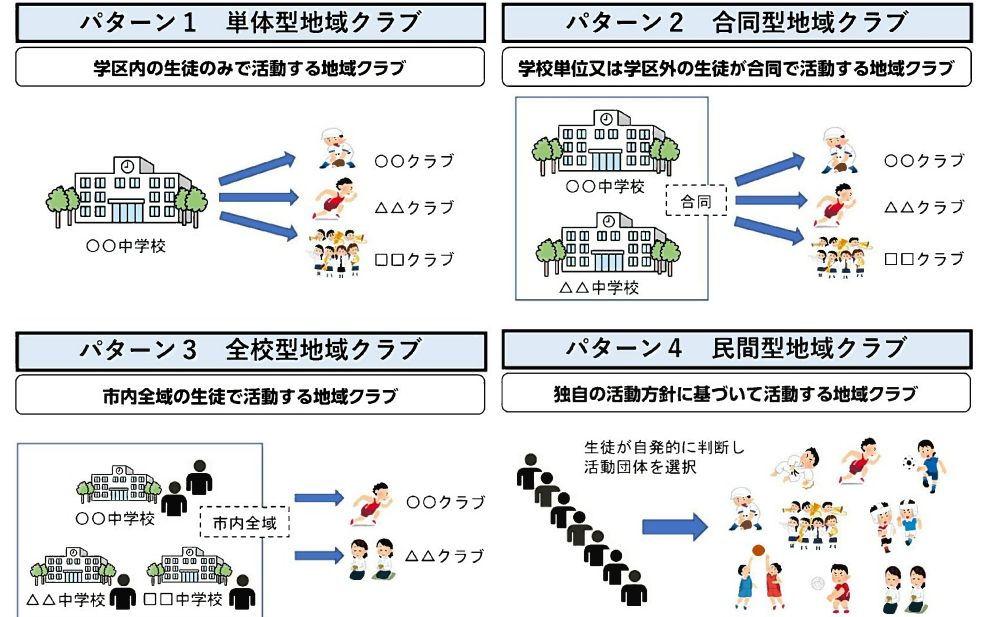 パターン１　単体型地域クラブ
学区内の生徒のみで活動する地域クラブ
〇〇クラブ
△△クラブ
□□クラブ
〇〇中学校
パターン２　合同型地域クラブ
学校単位又は学区外の生徒が合同で活動する地域クラブ
〇〇中学校
合同
△△中学校
〇〇クラブ
△△クラブ
□□クラブ
パターン３　全校型地域クラブ
市内全域の生徒で活動する地域クラブ
〇〇中学校
市内全域
△△中学校
□□中学校
〇〇クラブ
△△クラブ
パターン４　民間型地域クラブ
独自の活動方針に基づいて活動する地域クラブ
生徒が自発的に判断し
活動団体を選択